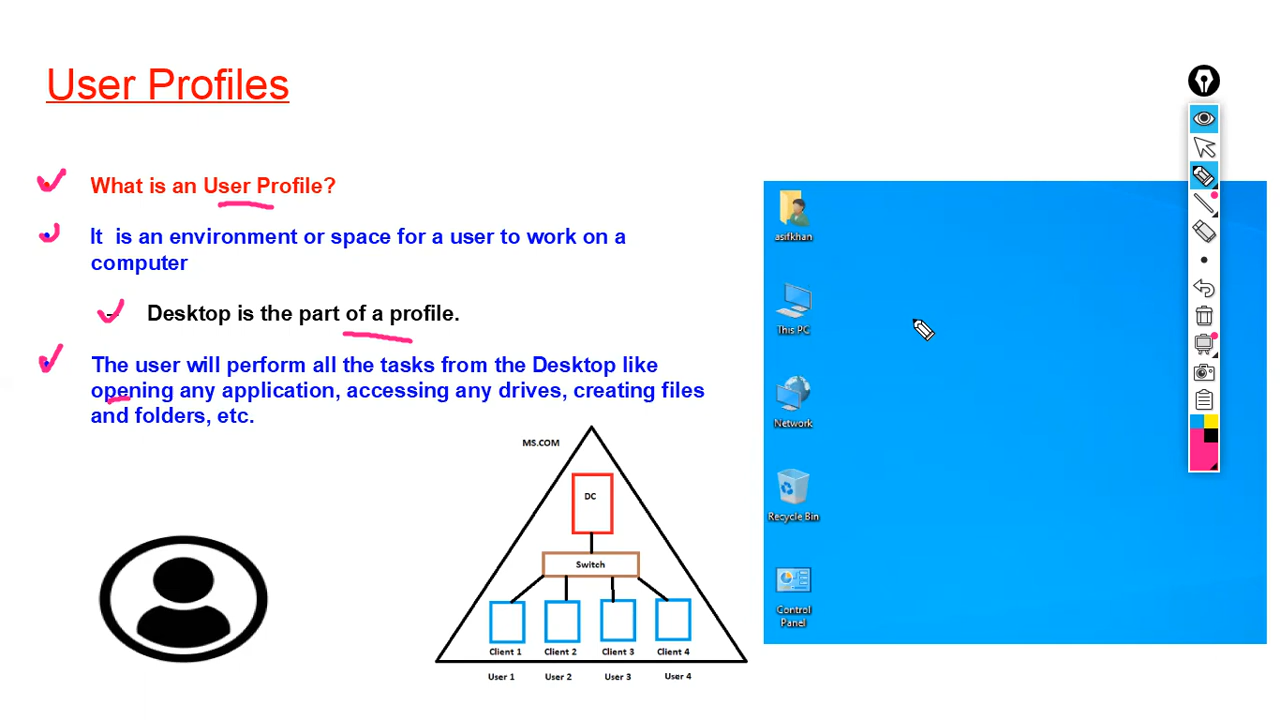 User Profiles
What is an User Profile?
It is an environment or space for a user to work on a
computer
Desktop is the part of a profile.
The user will perform all the tasks from the Desktop like
opening any application, accessing any drives, creating files
and folders, etc.
MS.COM
DC
Switch
Client 1 Client 2 Client 3 Client 4
User 1 User 2 User 3 User 4
asifkhan
This PC
Network
Recycle Bin
Control
Panel